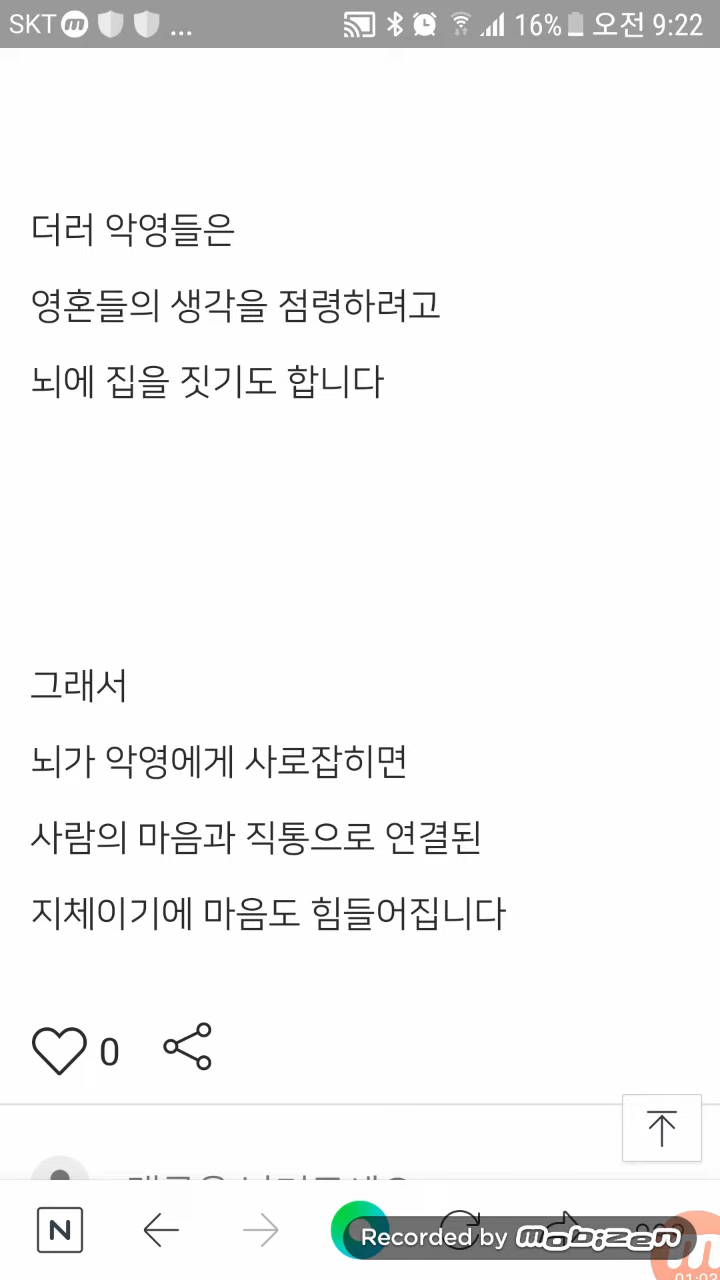 SKT m ... 16% 오전 9:22
더러 악영들은
영혼들의 생각을 점령하려고
뇌에 집을 짓기도 합니다
그래서
뇌가 악영에게 사로잡히면
사람의 마음과 직통으로 연결된
지체이기에 마음도 힘들어집니다
0
N
Recorded by mobizen